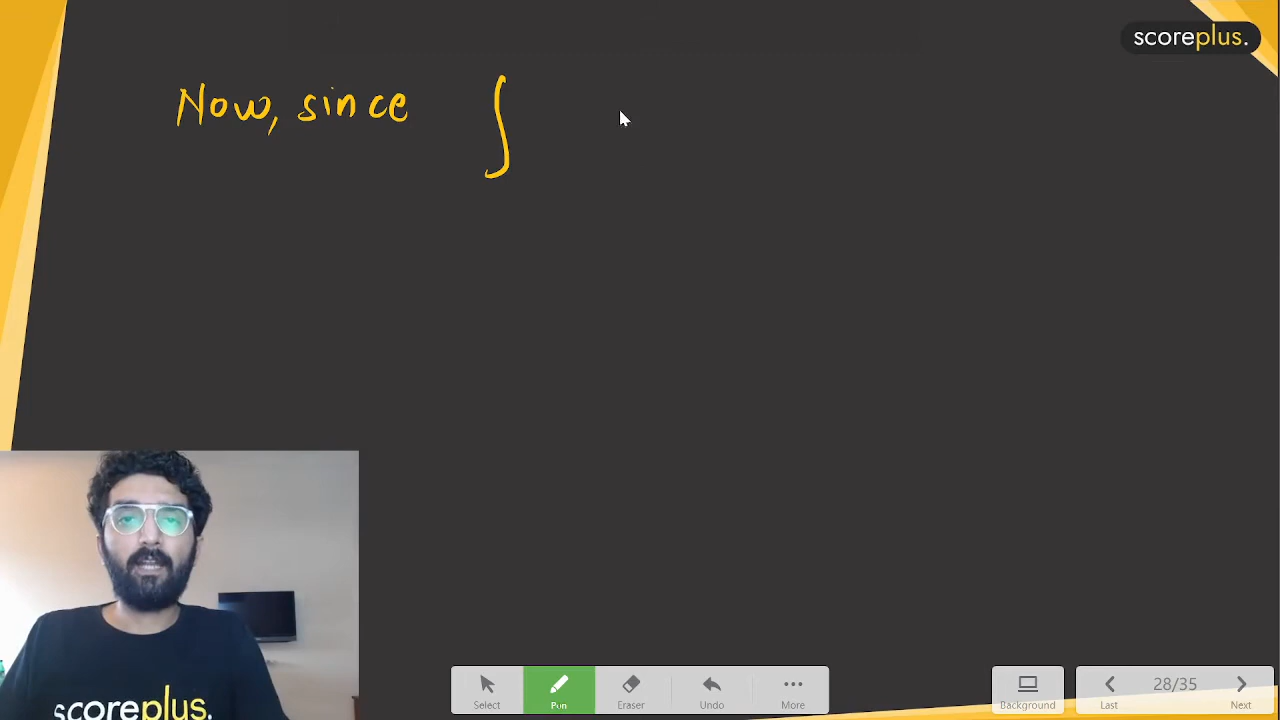 scoreplus.
Now, since ∫
scoreplus.
Select
Pen
Eraser
Undo
More
Background
Last
28/35
Next